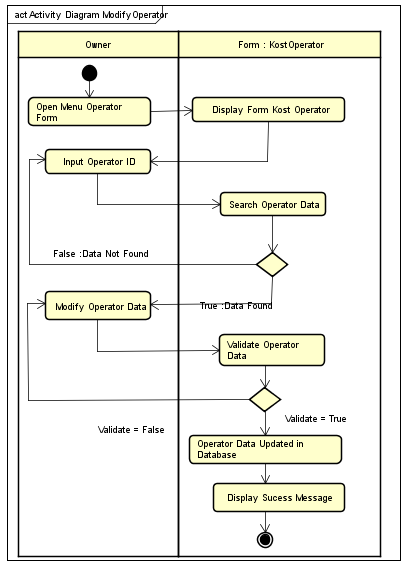 act Activity Diagram Modify Operator
Owner
Form : KostOperator
Open Menu Operator
Form
Display Form Kost Operator
Input Operator ID
Search Operator Data
False :Data Not Found
Modify Operator Data
True :Data Found
Validate Operator
Data
Validate = True
Validate = False
Operator Data Updated in
Database
Display Sucess Message